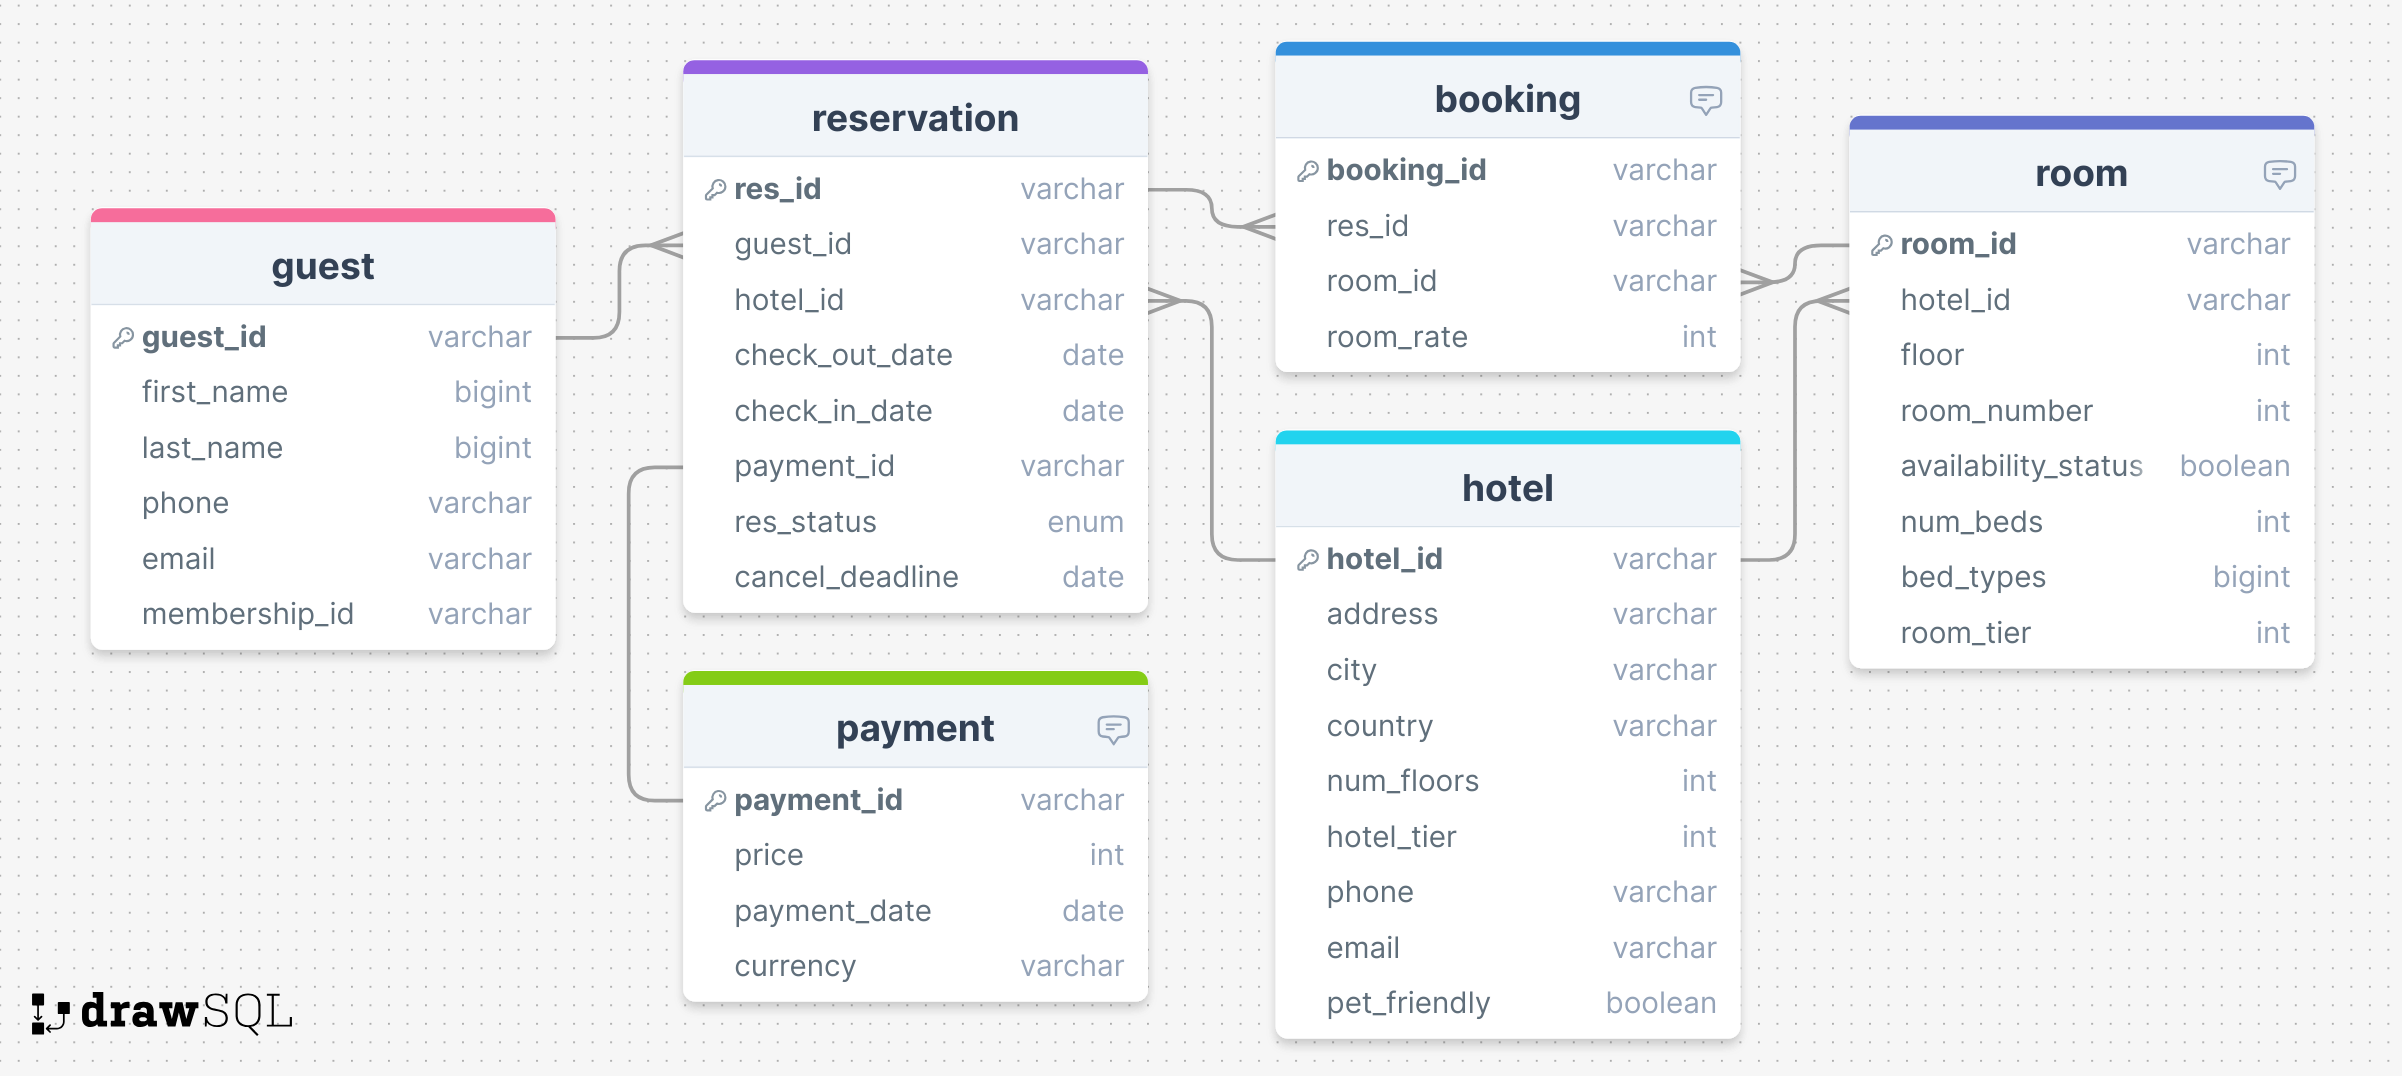 guest
guest_id varchar
first_name bigint
last_name bigint
phone varchar
email varchar
membership_id varchar
reservation
res_id varchar
guest_id varchar
hotel_id varchar
check_out_date date
check_in_date date
payment_id varchar
res_status enum
cancel_deadline date
payment
payment_id varchar
price int
payment_date date
currency varchar
booking
booking_id varchar
res_id varchar
room_id varchar
room_rate int
hotel
hotel_id varchar
address varchar
city varchar
country varchar
num_floors int
hotel_tier int
phone varchar
email varchar
pet_friendly boolean
room
room_id varchar
hotel_id varchar
floor int
room_number int
availability_status boolean
num_beds int
bed_types bigint
room_tier int
drawSQL